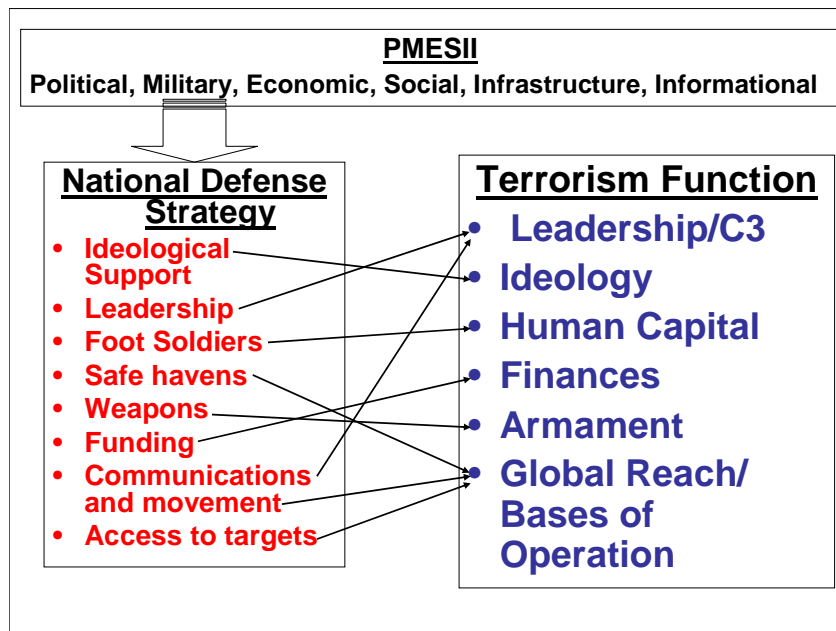 PMESII
Political, Military, Economic, Social, Infrastructure, Informational
National Defense
Strategy
• Ideological
Support
• Leadership
• Foot Soldiers
• Safe havens
• Weapons
• Funding
• Communications
and movement
• Access to targets
Terrorism Function
• Leadership/C3
• Ideology
• Human Capital
• Finances
• Armament
• Global Reach/
Bases of
Operation